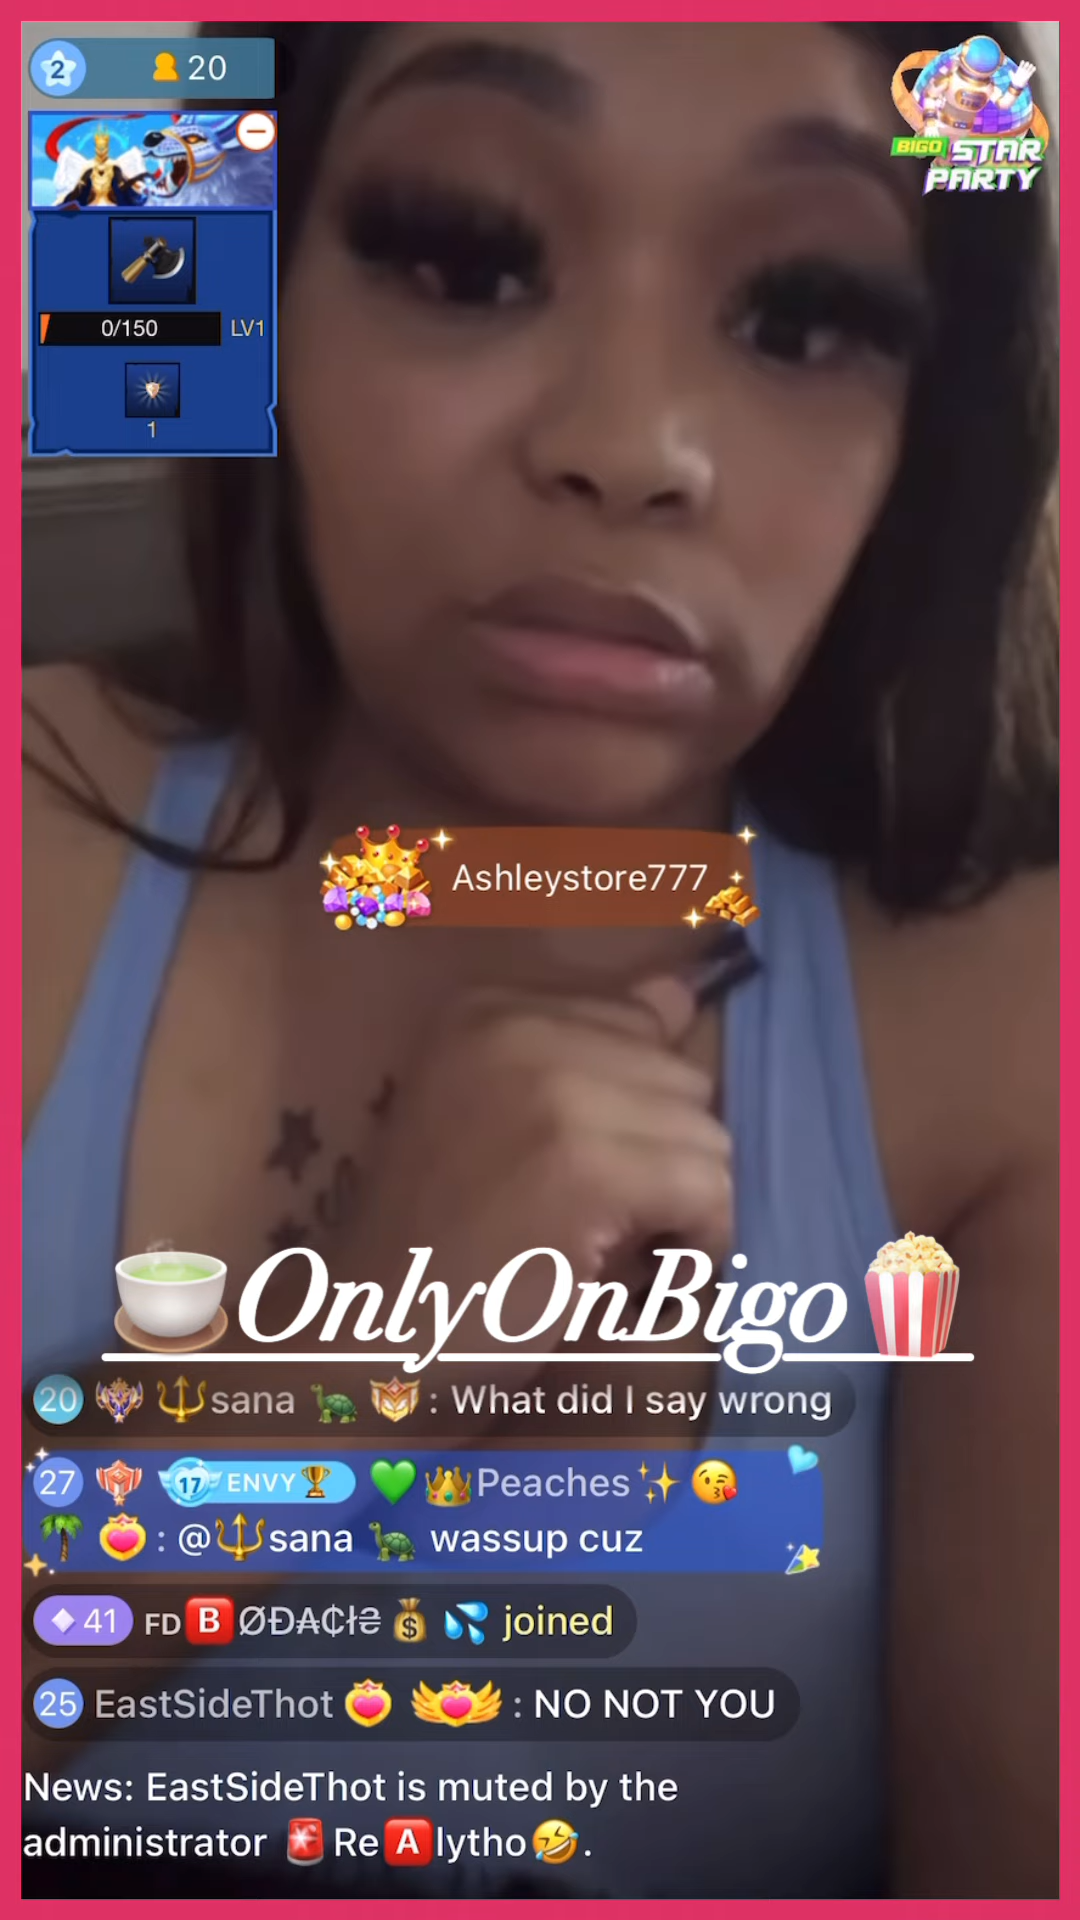 2
20
BIGO STAR
PARTY
0/150 LV1
1
Ashleystore777
🍵OnlyOnBigo🍿
20 🔱sana 🐢 : What did I say wrong
27 17 ENVY🏆 💚👑Peaches✨😘
🌴 : @🔱sana 🐢 wassup cuz
41 FD🅱️ØĐ₳₵ł₴💰💦 joined
25 EastSideThot : NO NOT YOU
News: EastSideThot is muted by the
administrator 🚨Re🅰️lytho🤣.